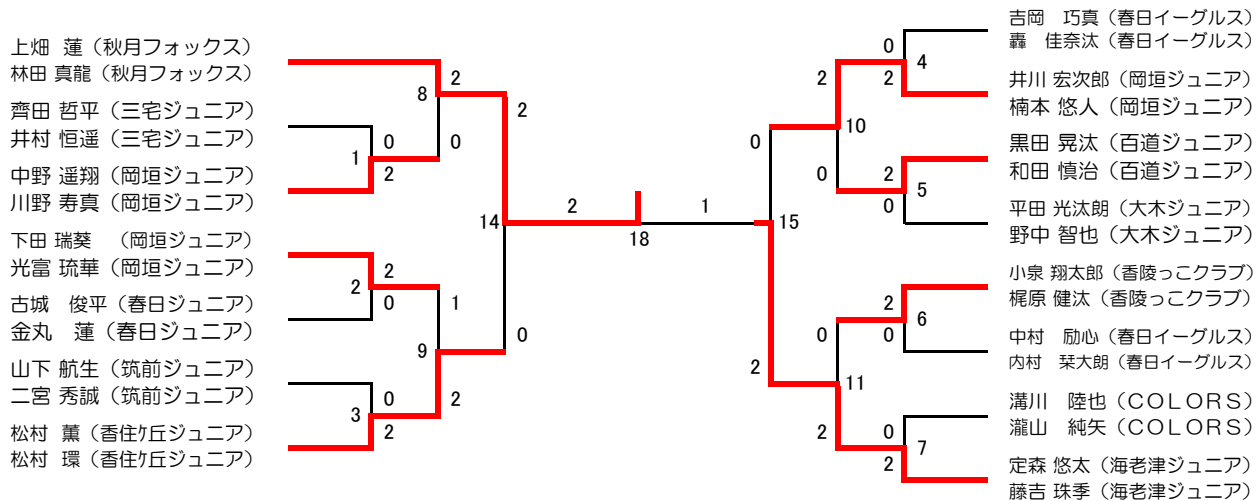 上畑 蓮（秋月フォックス）
林田 真龍（秋月フォックス）
齊田 哲平（三宅ジュニア）
井村 恒遥（三宅ジュニア）
中野 遥翔（岡垣ジュニア）
川野 寿真（岡垣ジュニア）
下田 瑞葵 （岡垣ジュニア）
光富 琉華（岡垣ジュニア）
古城 俊平（春日ジュニア）
金丸 蓮（春日ジュニア）
山下 航生（筑前ジュニア）
二宮 秀誠（筑前ジュニア）
松村 薫（香住ｹ丘ジュニア）
松村 環（香住ｹ丘ジュニア）
1
0
2
2
2
0
3
0
2
8
2
0
9
1
2
14
2
0
2
18
1
15
0
2
10
2
0
11
0
2
0
4
2
2
5
0
2
6
0
0
7
2
吉岡 巧真（春日イーグルス）
轟 佳奈汰（春日イーグルス）
井川 宏次郎（岡垣ジュニア）
楠本 悠人（岡垣ジュニア）
黒田 晃汰（百道ジュニア）
和田 慎治（百道ジュニア）
平田 光汰朗（大木ジュニア）
野中 智也（大木ジュニア）
小泉 翔太郎（香陵っこクラブ）
梶原 健汰（香陵っこクラブ）
中村 励心（春日イーグルス）
内村 栞大朗（春日イーグルス）
溝川 陸也（ＣＯＬＯＲＳ）
瀧山 純矢（ＣＯＬＯＲＳ）
定森 悠太（海老津ジュニア）
藤吉 珠季（海老津ジュニア）